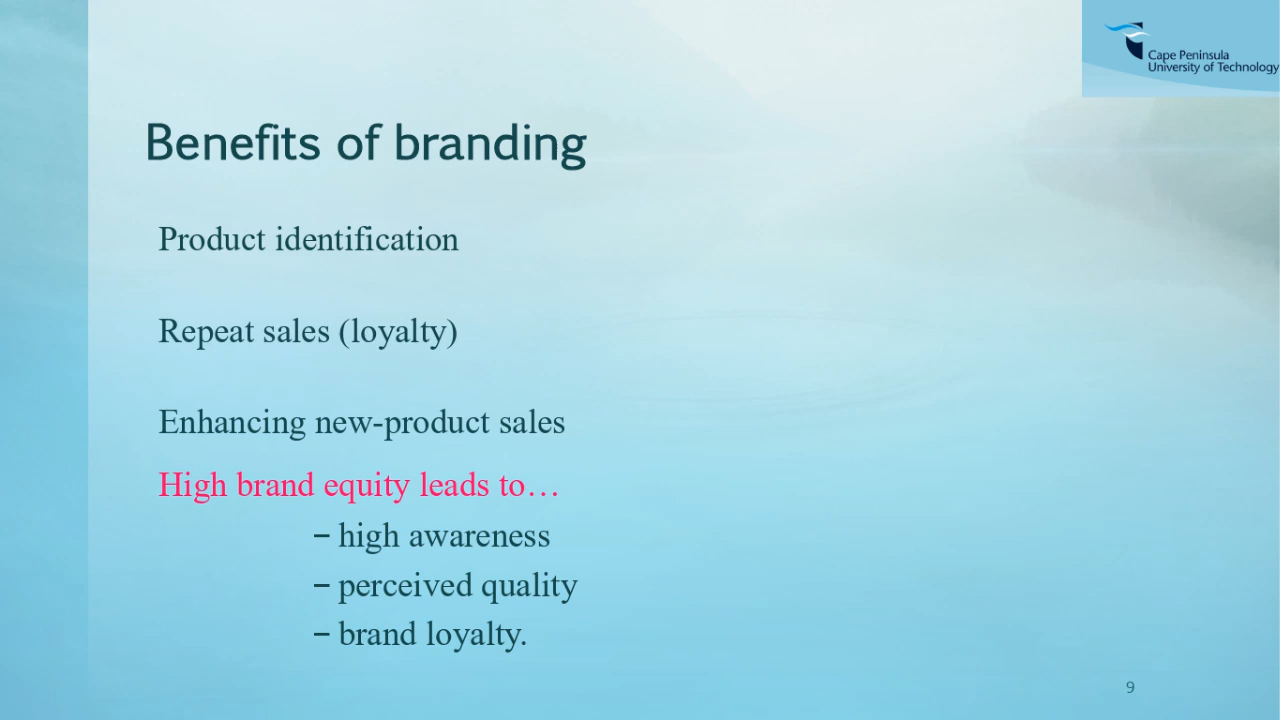 Cape Peninsula
University of Technology
Benefits of branding
Product identification
Repeat sales (loyalty)
Enhancing new-product sales
High brand equity leads to…
– high awareness
– perceived quality
– brand loyalty.
9